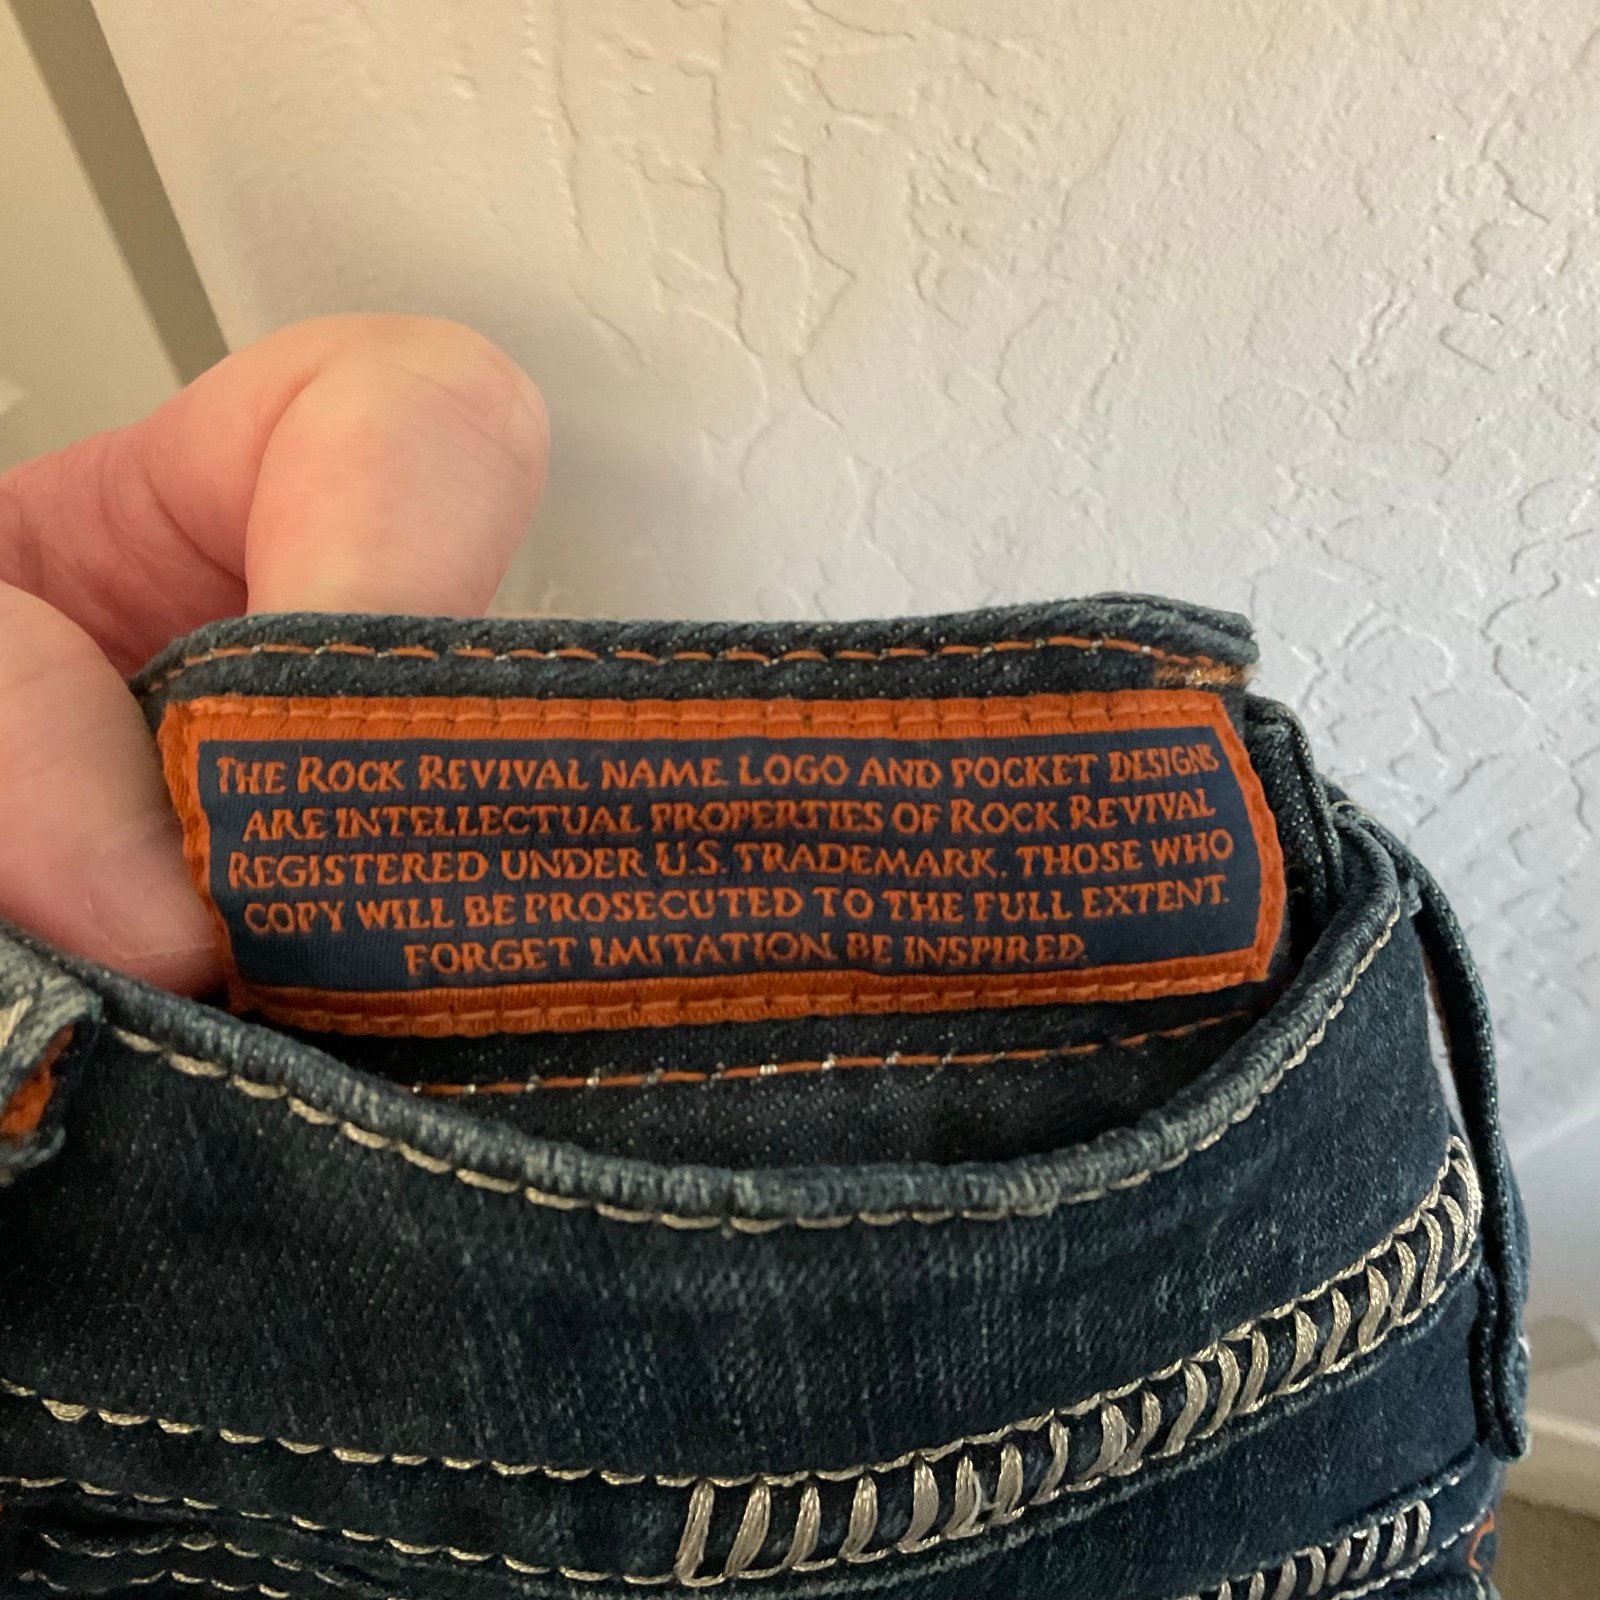 THE ROCK REVIVAL NAME. LOGO AND POCKET DESIGNS
ARE INTELLECTUAL PROPERTIES OF ROCK REVIVAL
REGISTERED UNDER U.S. TRADEMARK. THOSE WHO
COPY WILL BE PROSECUTED TO THE FULL EXTENT.
FORGET IMITATION. BE INSPIRED.